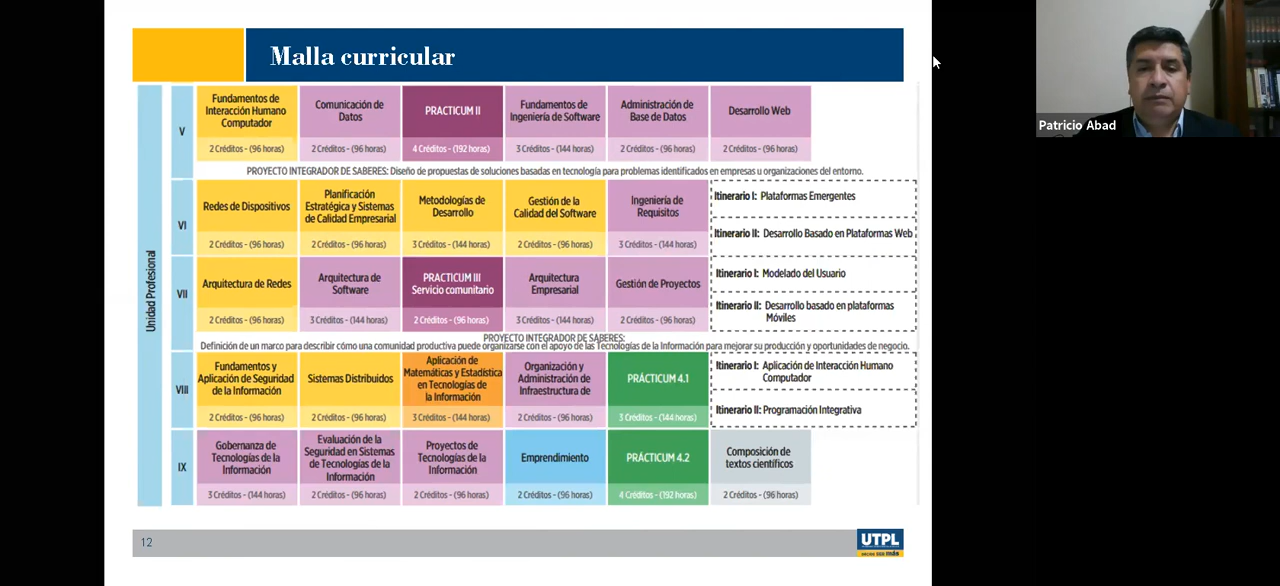 Malla curricular
Patricio Abad
Unidad Profesional
V
Fundamentos de
Interacción Humano
Computador
2 Créditos - (96 horas)
Comunicación de
Datos
2 Créditos - (96 horas)
PRACTICUM II
4 Créditos - (192 horas)
Fundamentos de
Ingeniería de Software
3 Créditos - (144 horas)
Administración de
Base de Datos
2 Créditos - (96 horas)
Desarrollo Web
2 Créditos - (96 horas)
PROYECTO INTEGRADOR DE SABERES: Diseño de propuestas de soluciones basadas en tecnología para problemas identificados en empresas u organizaciones del entorno.
VI
Redes de Dispositivos
2 Créditos - (96 horas)
Planificación
Estratégica y Sistemas
de Calidad Empresarial
2 Créditos - (96 horas)
Metodologías de
Desarrollo
3 Créditos - (144 horas)
Gestión de la
Calidad del Software
2 Créditos - (96 horas)
Ingeniería de
Requisitos
3 Créditos - (144 horas)
Itinerario I: Plataformas Emergentes
Itinerario II: Desarrollo Basado en Plataformas Web
VII
Arquitectura de Redes
2 Créditos - (96 horas)
Arquitectura de
Software
3 Créditos - (144 horas)
PRACTICUM III
Servicio comunitario
2 Créditos - (96 horas)
Arquitectura
Empresarial
3 Créditos - (144 horas)
Gestión de Proyectos
2 Créditos - (96 horas)
Itinerario I: Modelado del Usuario
Itinerario II: Desarrollo basado en plataformas
Móviles
PROYECTO INTEGRADOR DE SABERES:
Definición de un marco para describir cómo una comunidad productiva puede organizarse con el apoyo de las Tecnologías de la Información para mejorar su producción y oportunidades de negocio.
VIII
Fundamentos y
Aplicación de Seguridad
de la Información
2 Créditos - (96 horas)
Sistemas Distribuidos
2 Créditos - (96 horas)
Aplicación de
Matemáticas y Estadística
en Tecnologías de
la Información
3 Créditos - (144 horas)
Organización y
Administración de
Infraestructura de
2 Créditos - (96 horas)
PRÁCTICUM 4.1
3 Créditos - (144 horas)
Itinerario I: Aplicación de Interacción Humano
Computador
Itinerario II: Programación Integrativa
IX
Gobernanza de
Tecnologías de la
Información
3 Créditos - (144 horas)
Evaluación de la
Seguridad en Sistemas
de Tecnologías de la
Información
2 Créditos - (96 horas)
Proyectos de
Tecnologías de la
Información
2 Créditos - (96 horas)
Emprendimiento
2 Créditos - (96 horas)
PRÁCTICUM 4.2
4 Créditos - (192 horas)
Composición de
textos científicos
2 Créditos - (96 horas)
12
UTPL